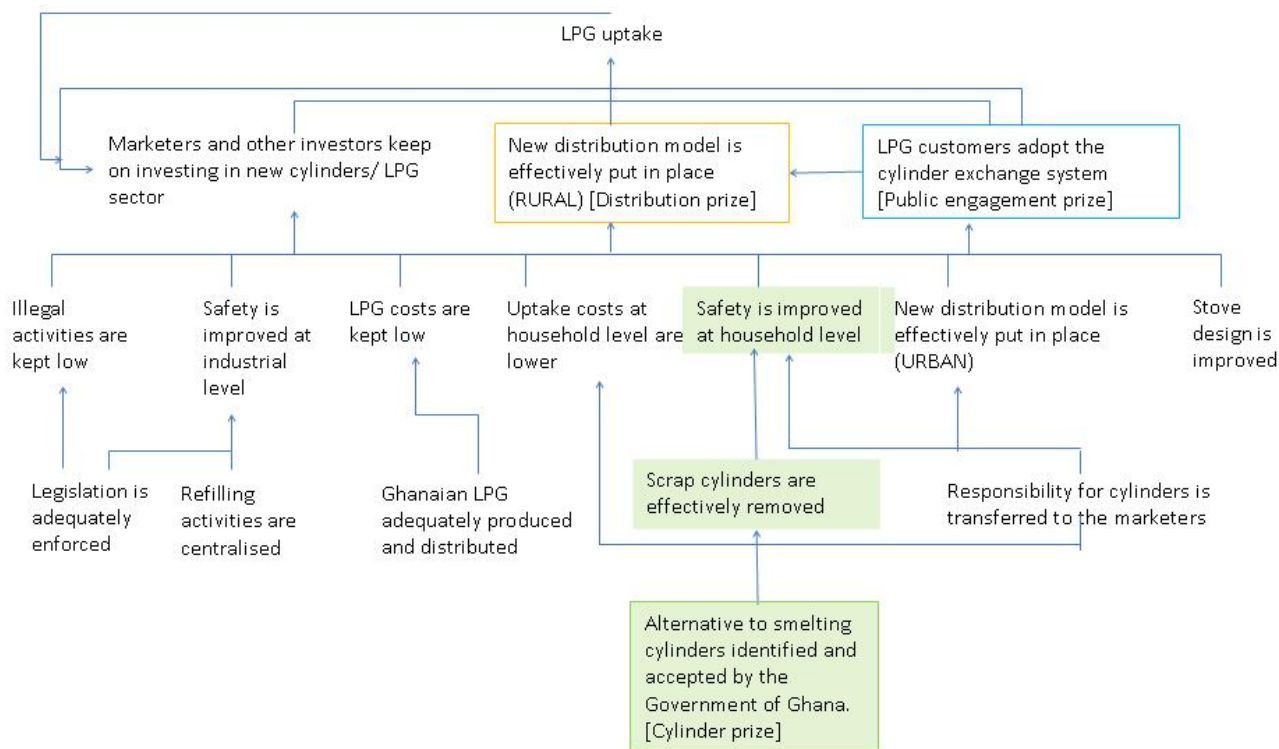 LPG uptake
Marketers and other investors keep
on investing in new cylinders/ LPG
sector
New distribution model is
effectively put in place
(RURAL) [Distribution prize]
LPG customers adopt the
cylinder exchange system
[Public engagement prize]
Illegal
activities are
kept low
Safety is
improved at
industrial
level
LPG costs are
kept low
Uptake costs at
household level are
lower
Safety is improved
at household level
New distribution model is
effectively put in place
(URBAN)
Stove
design is
improved
Legislation is
adequately
enforced
Refilling
activities are
centralised
Ghanaian LPG
adequately produced
and distributed
Scrap cylinders are
effectively removed
Responsibility for cylinders is
transferred to the marketers
Alternative to smelting
cylinders identified and
accepted by the
Government of Ghana.
[Cylinder prize]